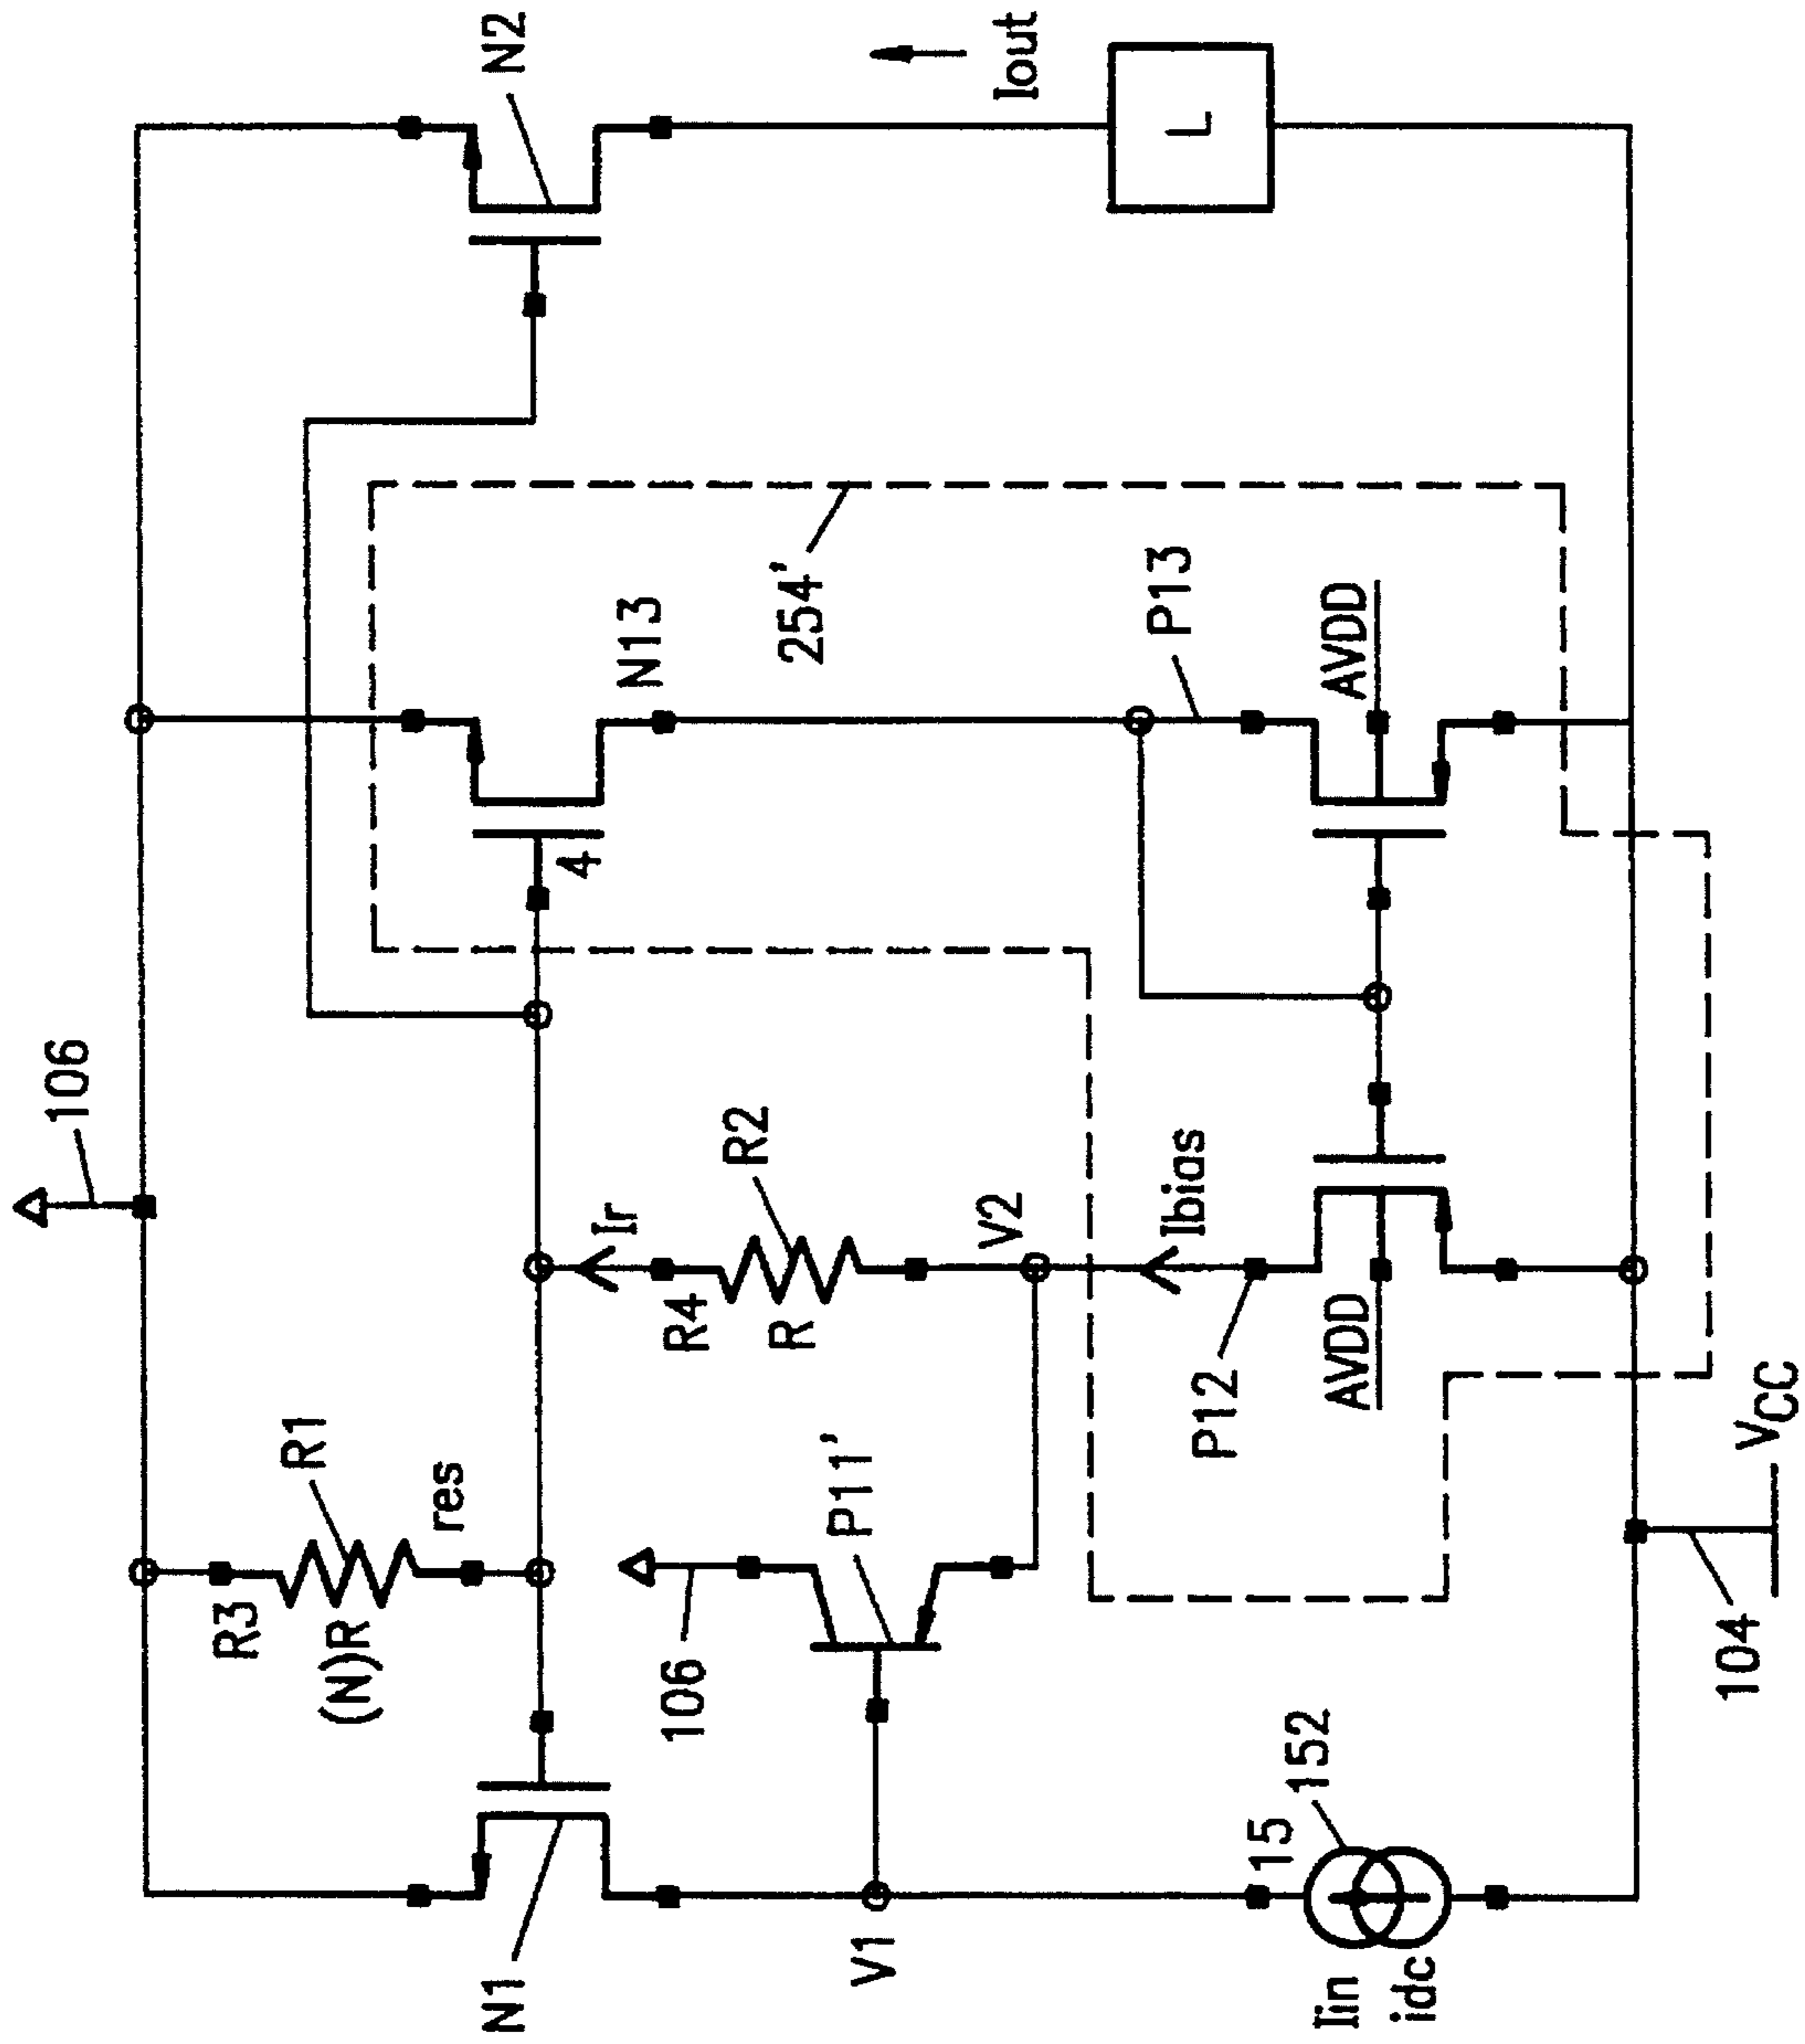 106
R3
R1
(N)R
res
N1
N2
4
Ir
N13
106
R4
R2
R
254'
P11'
V1
V2
Iout
P13
Ibias
L
P12
15
152
Iin
AVDD
AVDD
idc
104
VCC